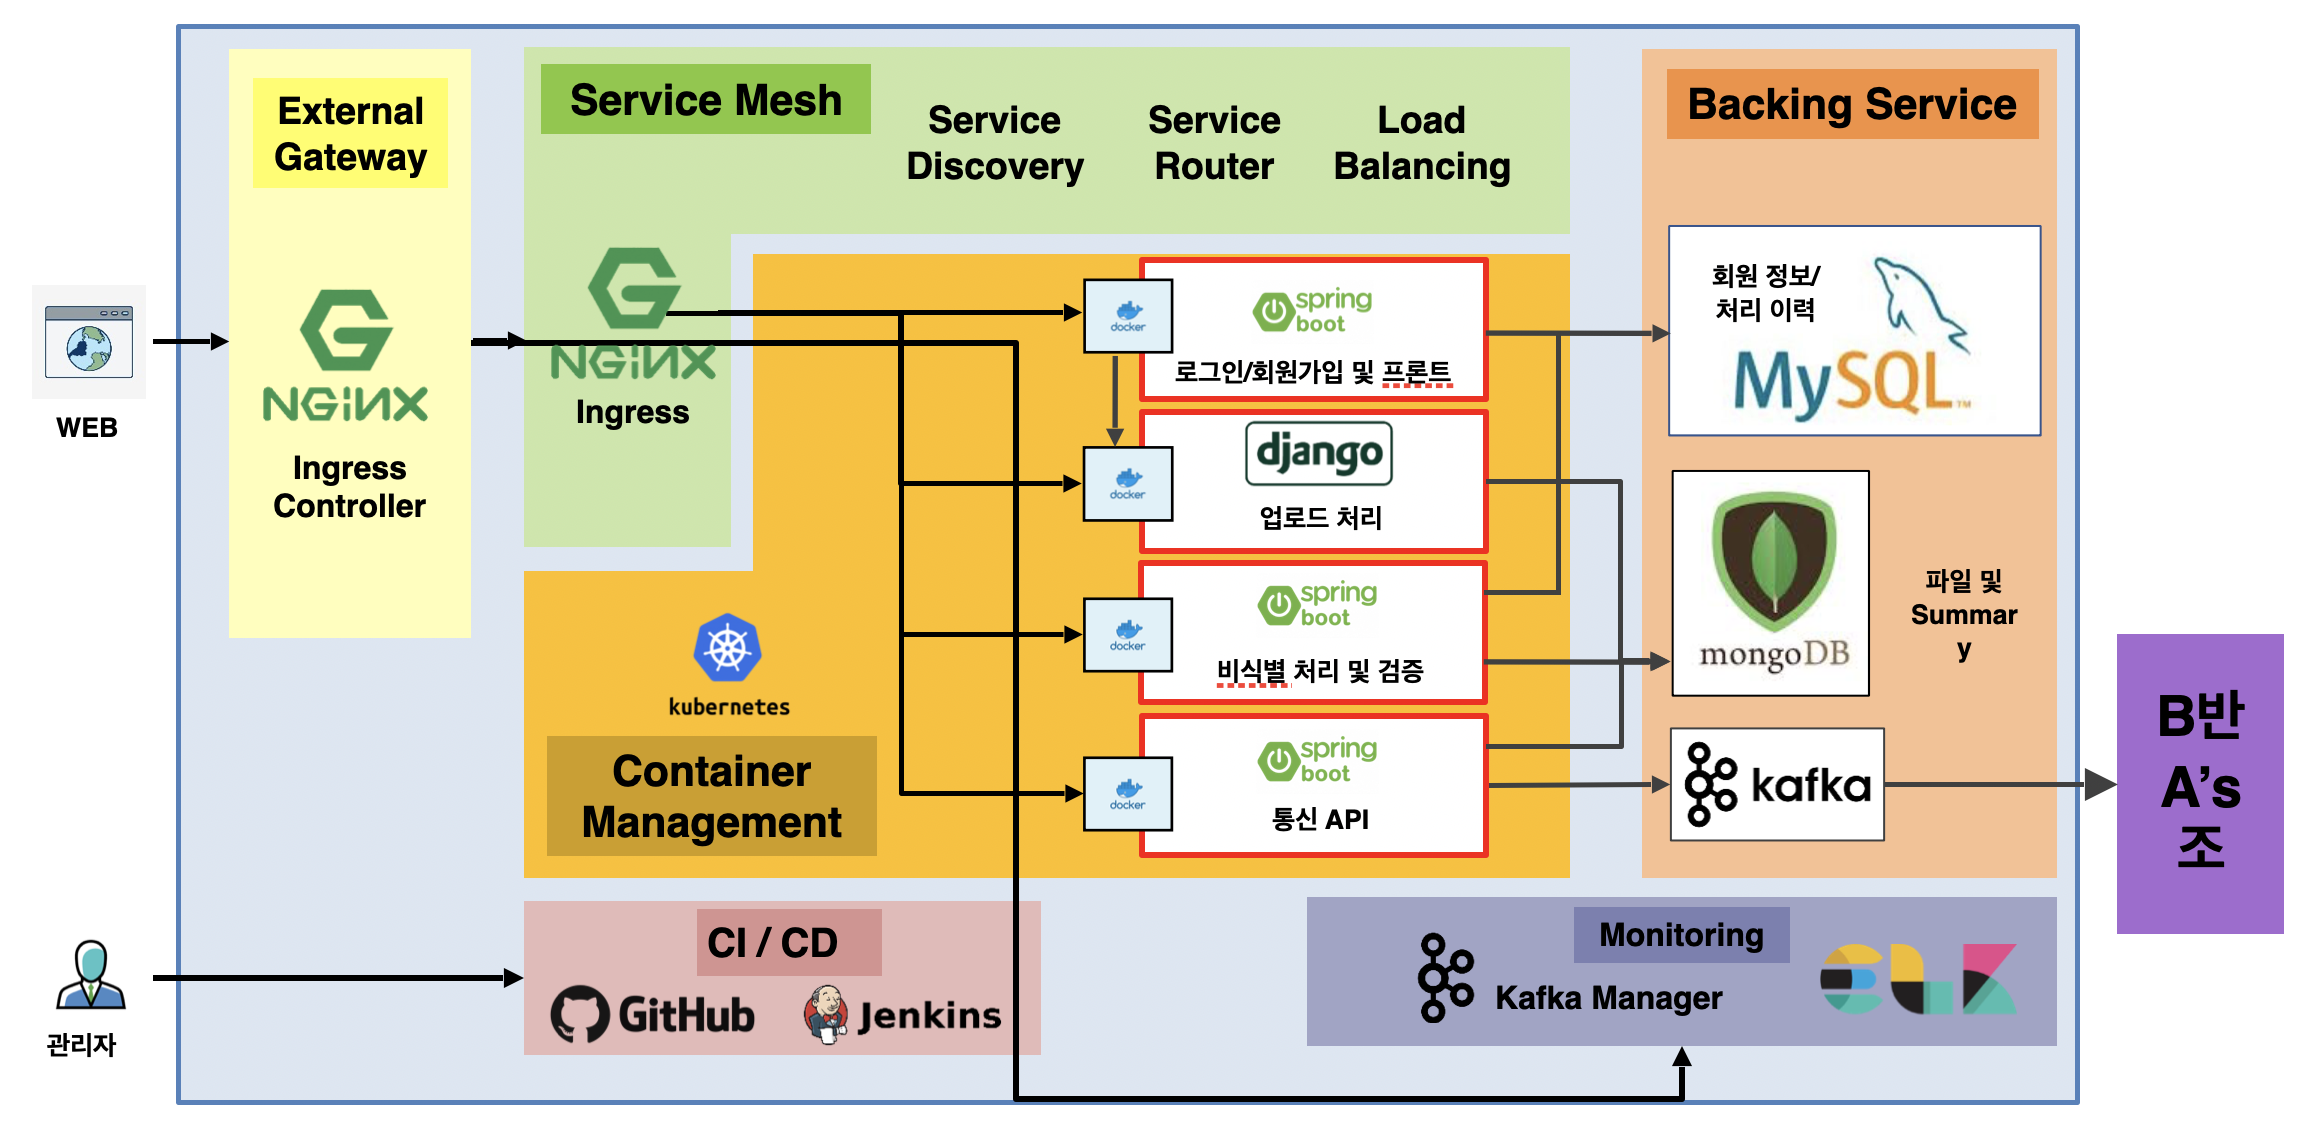 External
Gateway
NGINX
Ingress
Controller
WEB
Service Mesh
Service
Discovery
Service
Router
Load
Balancing
NGINX
Ingress
docker
spring
boot
로그인/회원가입 및 프론트
docker
django
업로드 처리
docker
spring
boot
비식별 처리 및 검증
docker
spring
boot
통신 API
kubernetes
Container
Management
Backing Service
회원 정보/
처리 이력
MySQL™
mongoDB
파일 및
Summar
y
kafka
B반
A’s
조
관리자
CI / CD
GitHub
Jenkins
Monitoring
Kafka Manager
ELK